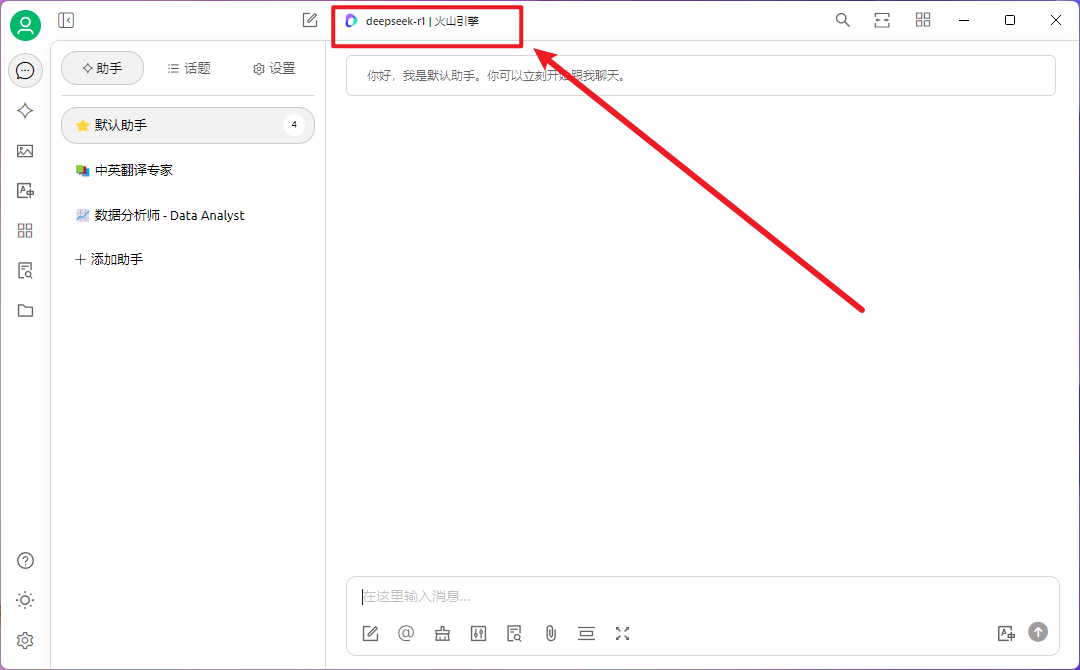 deepseek-r1 | 火山引擎
助手
话题
设置
你好，我是默认助手。你可以立刻开始跟我聊天。
默认助手
4
中英翻译专家
数据分析师 - Data Analyst
添加助手
在这里输入消息...